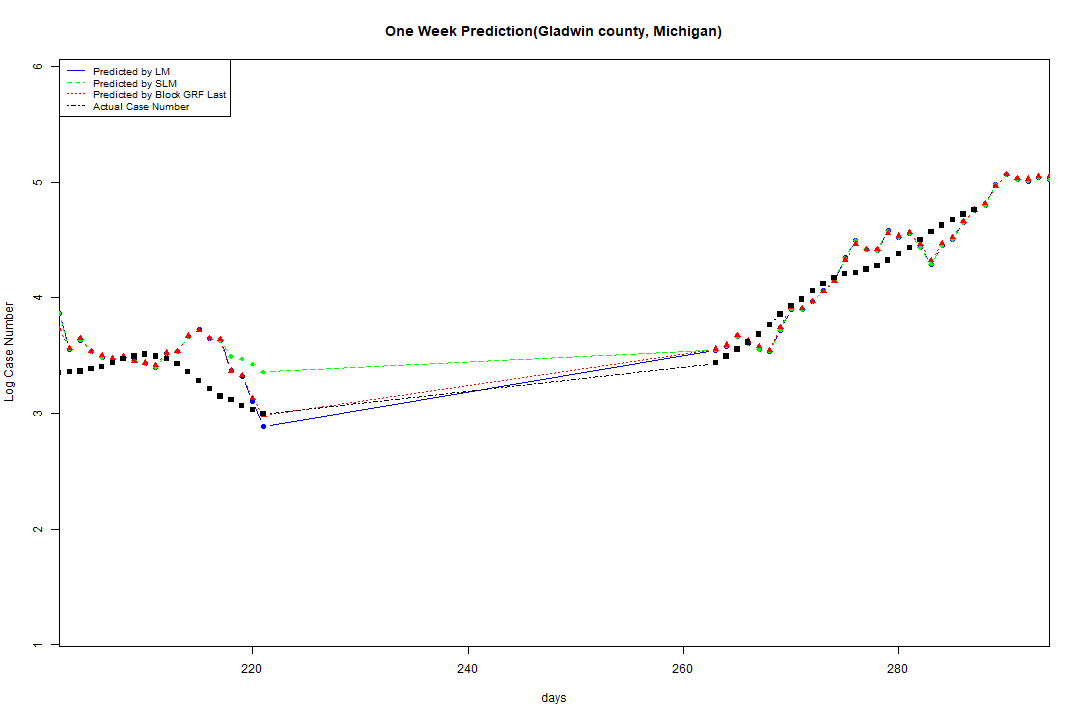 One Week Prediction(Gladwin county, Michigan)
Predicted by LM
Predicted by SLM
Predicted by Block GRF Last
Actual Case Number
6
5
4
3
2
1
Log Case Number
220 240 260 280
days